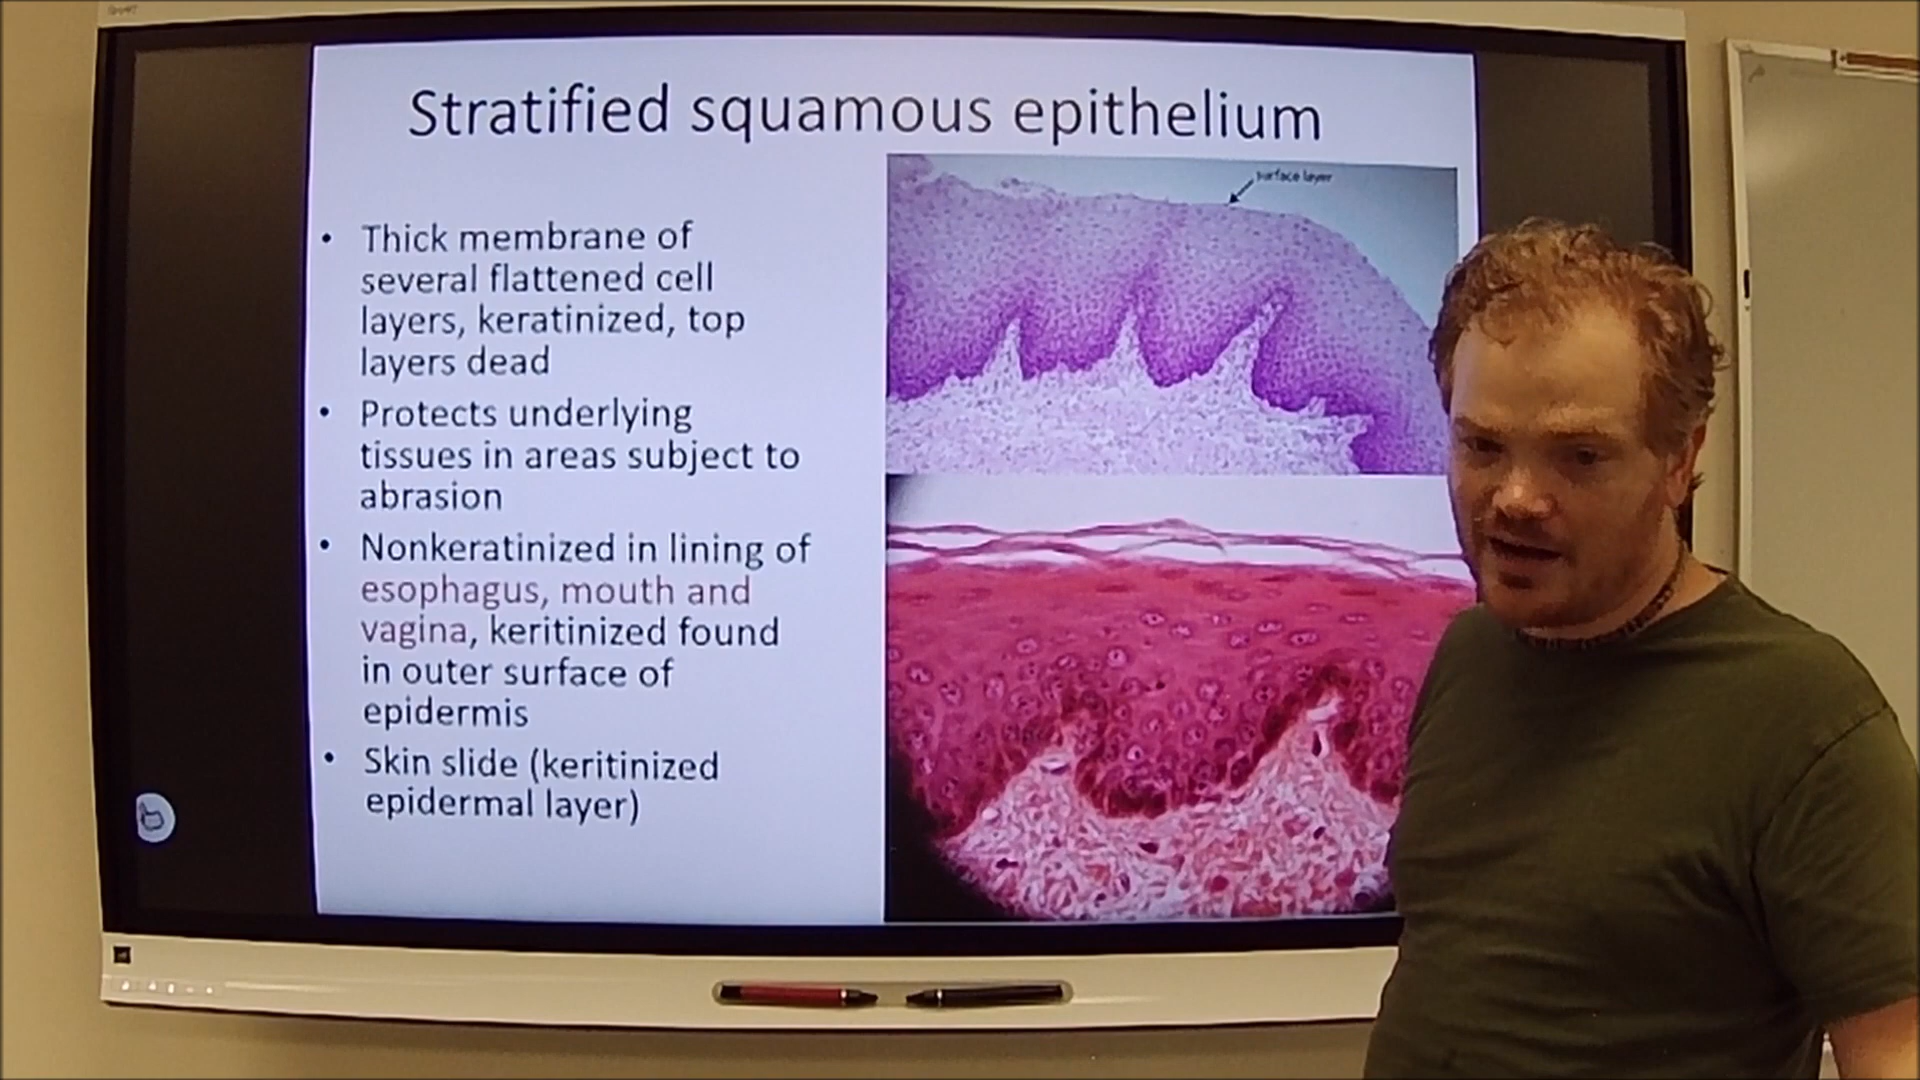 Stratified squamous epithelium
surface layer
• Thick membrane of
several flattened cell
layers, keratinized, top
layers dead
• Protects underlying
tissues in areas subject to
abrasion
• Nonkeratinized in lining of
esophagus, mouth and
vagina, keritinized found
in outer surface of
epidermis
• Skin slide (keritinized
epidermal layer)